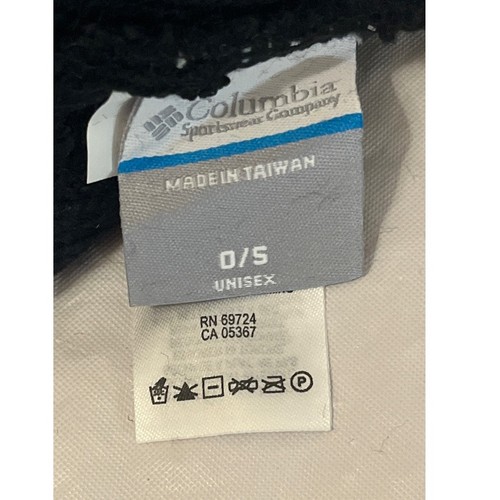 Columbia
Sportswear Company
MADE IN TAIWAN
O/S
UNISEX
RN 69724
CA 05367
P